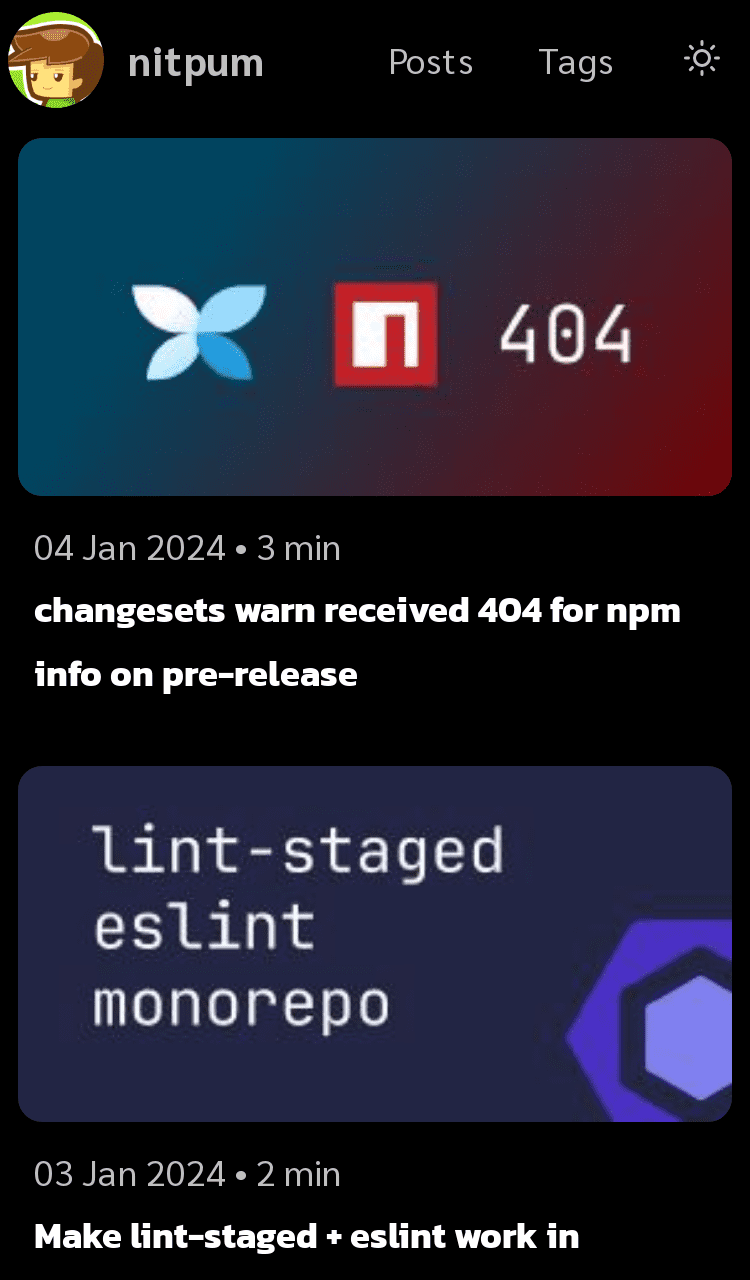 nitpum Posts Tags
404
04 Jan 2024 • 3 min
changesets warn received 404 for npm
info on pre-release
lint-staged
eslint
monorepo
03 Jan 2024 • 2 min
Make lint-staged + eslint work in